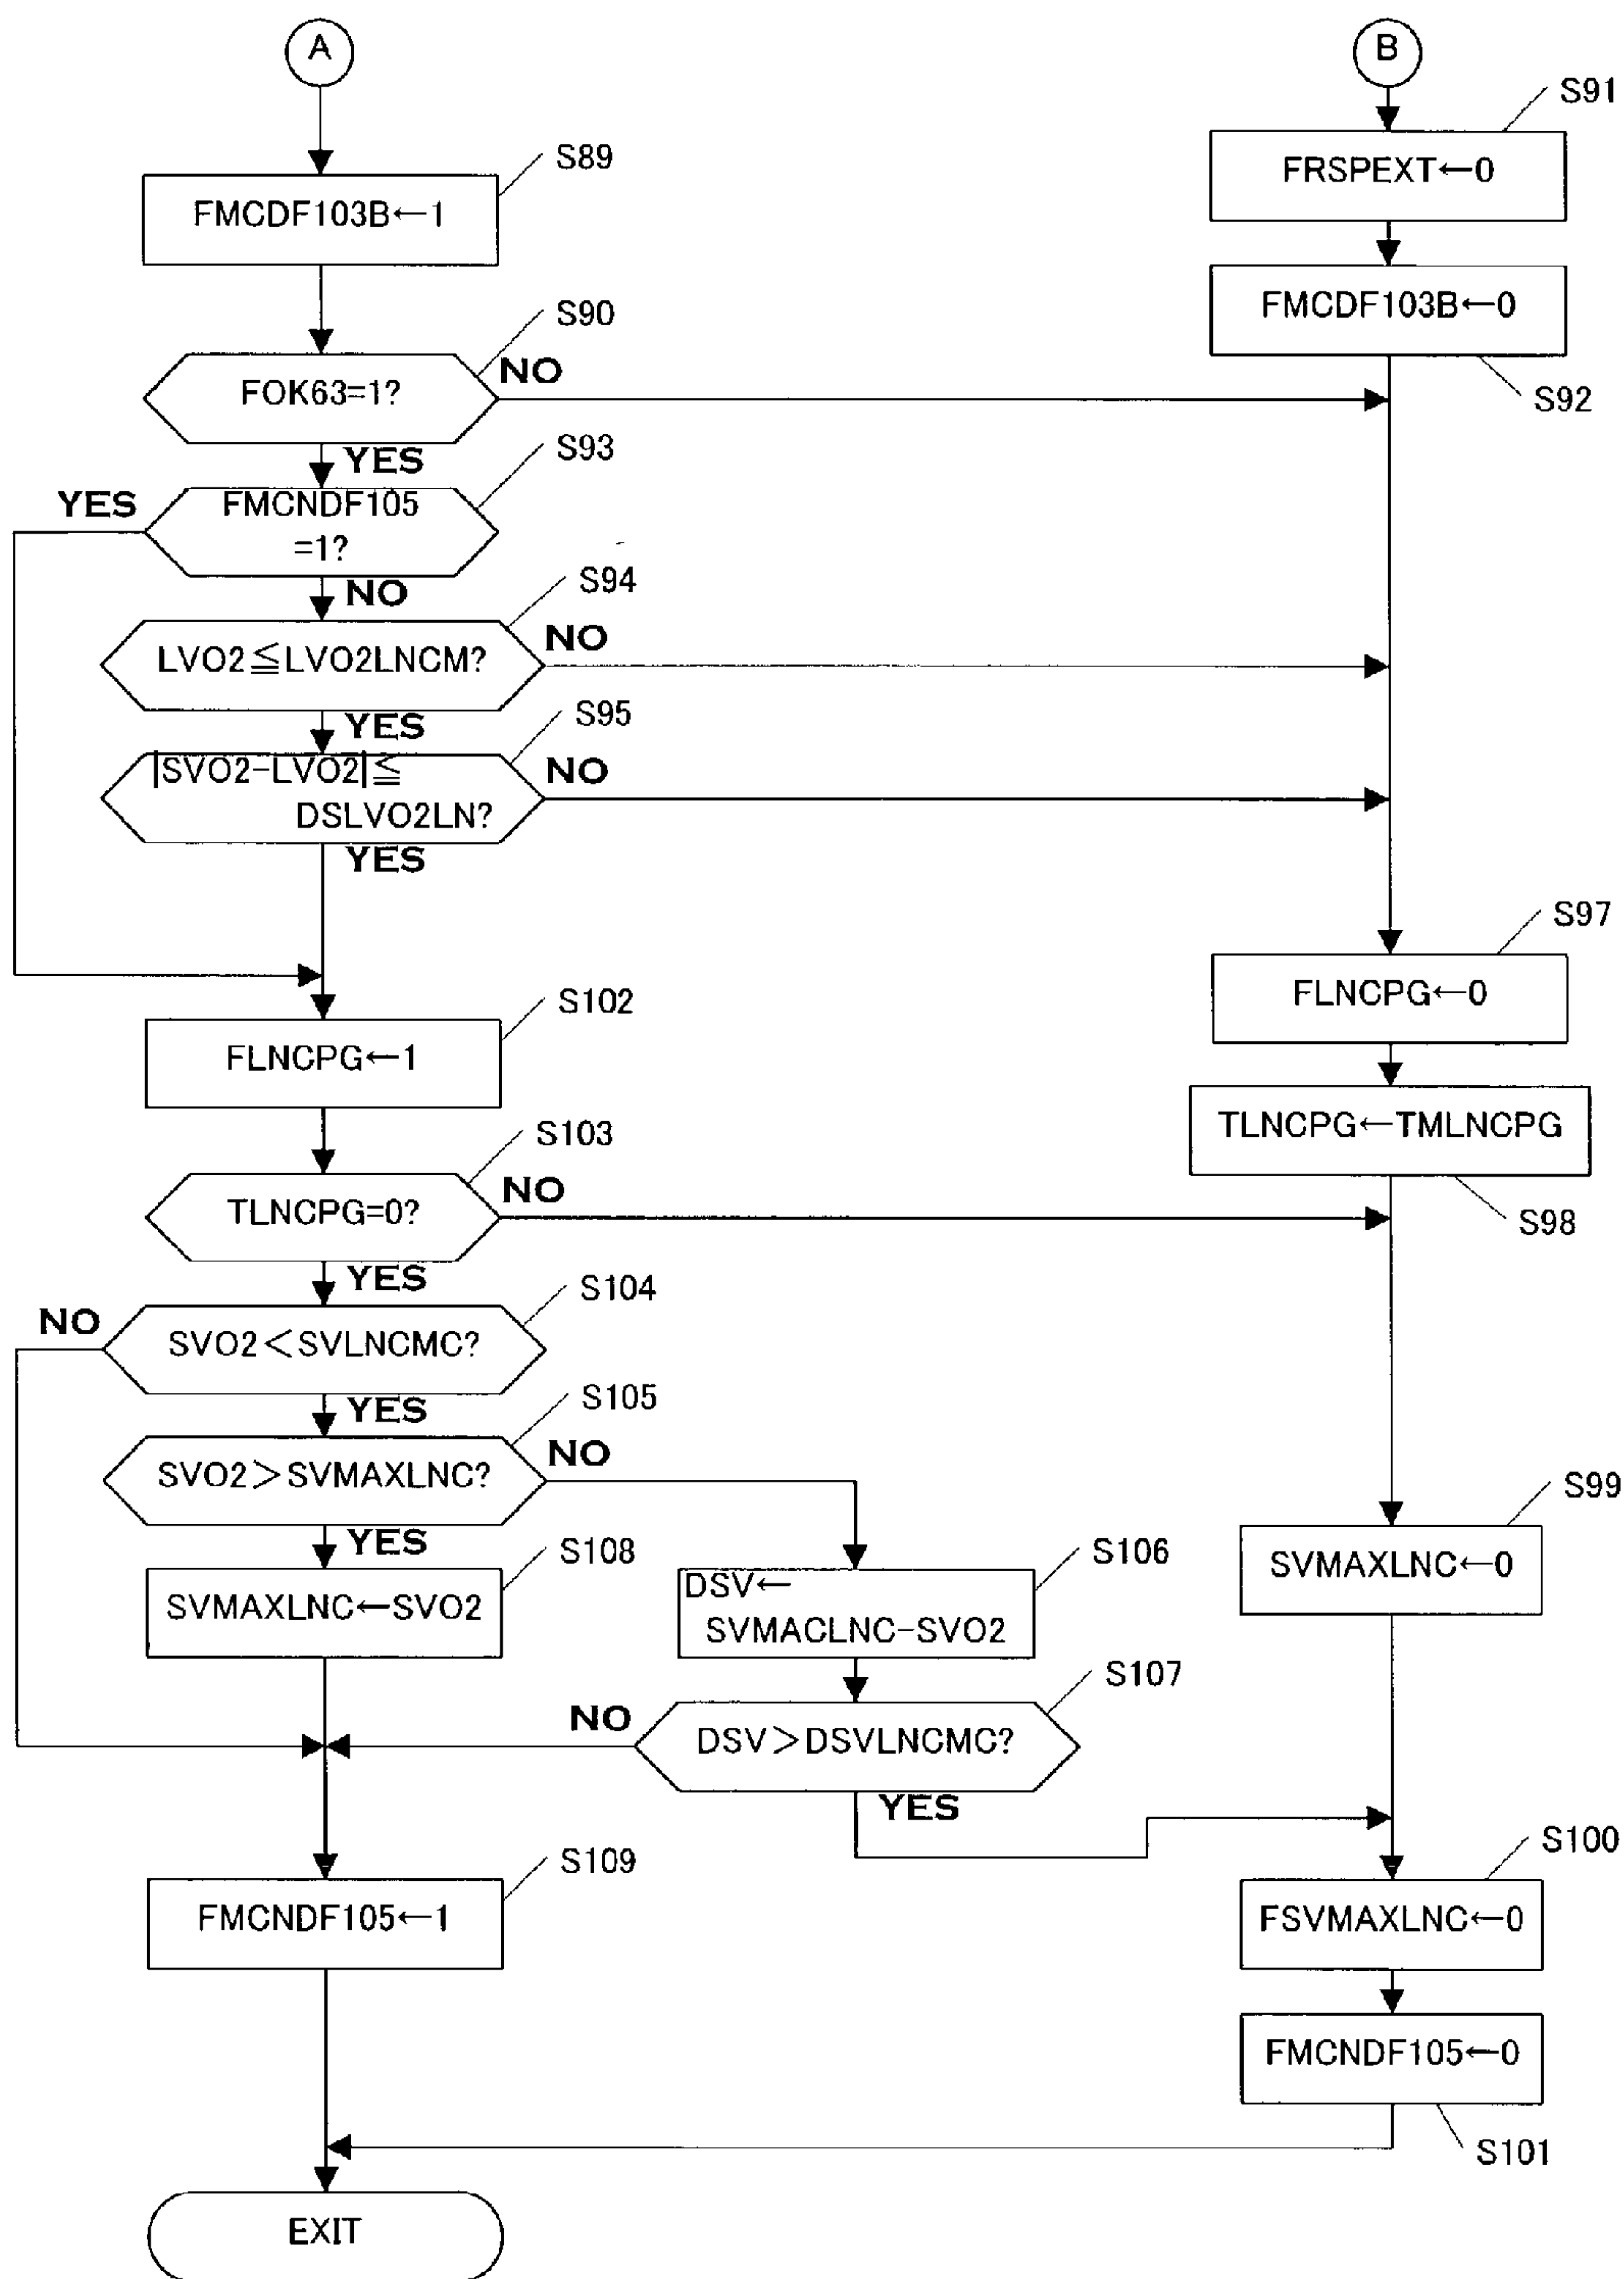 A
B
S91
FRSPEXT←0
S89
FMCDF103B←1
FMCDF103B←0
S92
S90
FOK63=1?
NO
YES
S93
FMCNDF105
=1?
YES
NO
S94
LVO2≦LVO2LNCM?
NO
YES
S95
|SVO2-LVO2|≦
DSLVO2LN?
NO
YES
S97
FLNCPG←0
S102
FLNCPG←1
TLNCPG←TMLNCPG
S98
S103
TLNCPG=0?
NO
YES
S104
SVO2<SVLNCMC?
NO
YES
S105
SVO2>SVMAXLNC?
NO
YES
S99
SVMAXLNC←0
S108
SVMAXLNC←SVO2
S106
DSV←
SVMACLNC-SVO2
S107
DSV>DSVLNCMC?
NO
YES
S109
FMCNDF105←1
S100
FSVMAXLNC←0
FMCNDF105←0
S101
EXIT